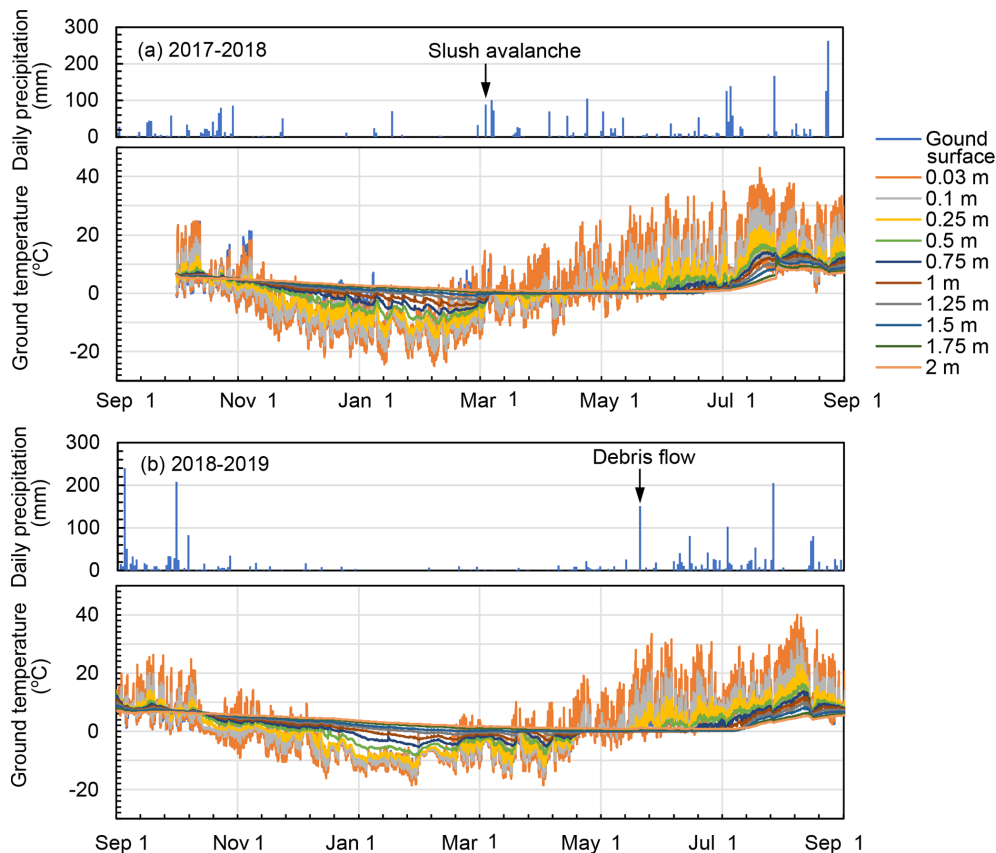 Daily precipitation
(mm)
300
200
100
0
(a) 2017-2018
Slush avalanche
Ground temperature
(ºC)
40
20
0
-20
Sep 1
Nov 1
Jan 1
Mar 1
May 1
Jul 1
Sep 1
Gound
surface
0.03 m
0.1 m
0.25 m
0.5 m
0.75 m
1 m
1.25 m
1.5 m
1.75 m
2 m
Daily precipitation
(mm)
300
200
100
0
(b) 2018-2019
Debris flow
Ground temperature
(ºC)
40
20
0
-20
Sep 1
Nov 1
Jan 1
Mar 1
May 1
Jul 1
Sep 1